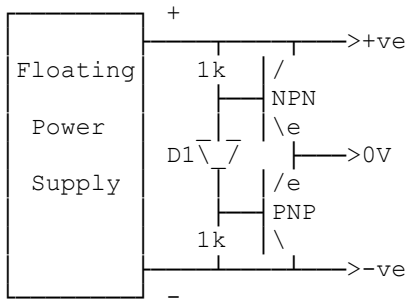 +
>+ve
Floating 1k /
NPN
Power \e
D1 >0V
Supply /e
PNP
1k \
>-ve
-